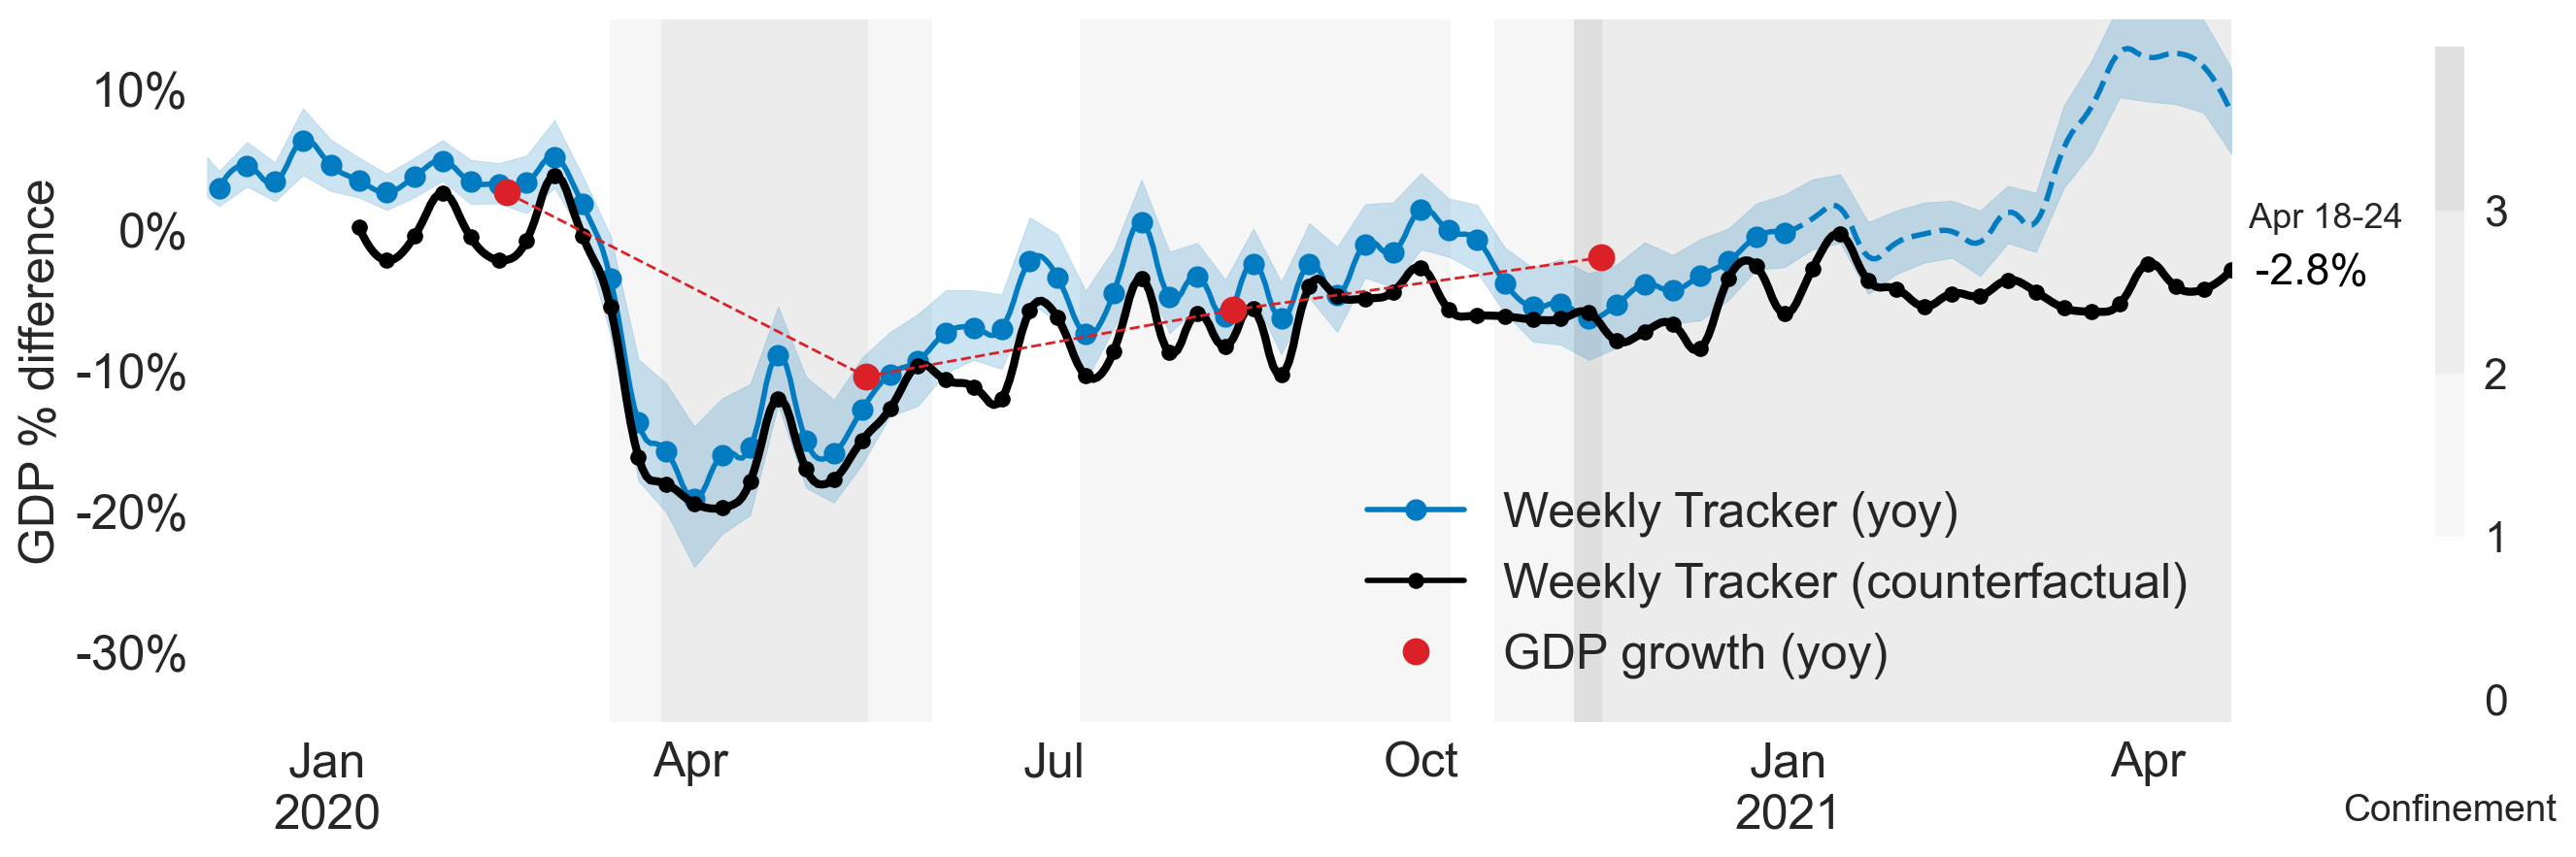 GDP % difference
10%
0%
-10%
-20%
-30%
Jan
2020
Apr
Jul
Oct
Jan
2021
Apr
Weekly Tracker (yoy)
Weekly Tracker (counterfactual)
GDP growth (yoy)
Apr 18-24
-2.8%
3
2
1
0
Confinement